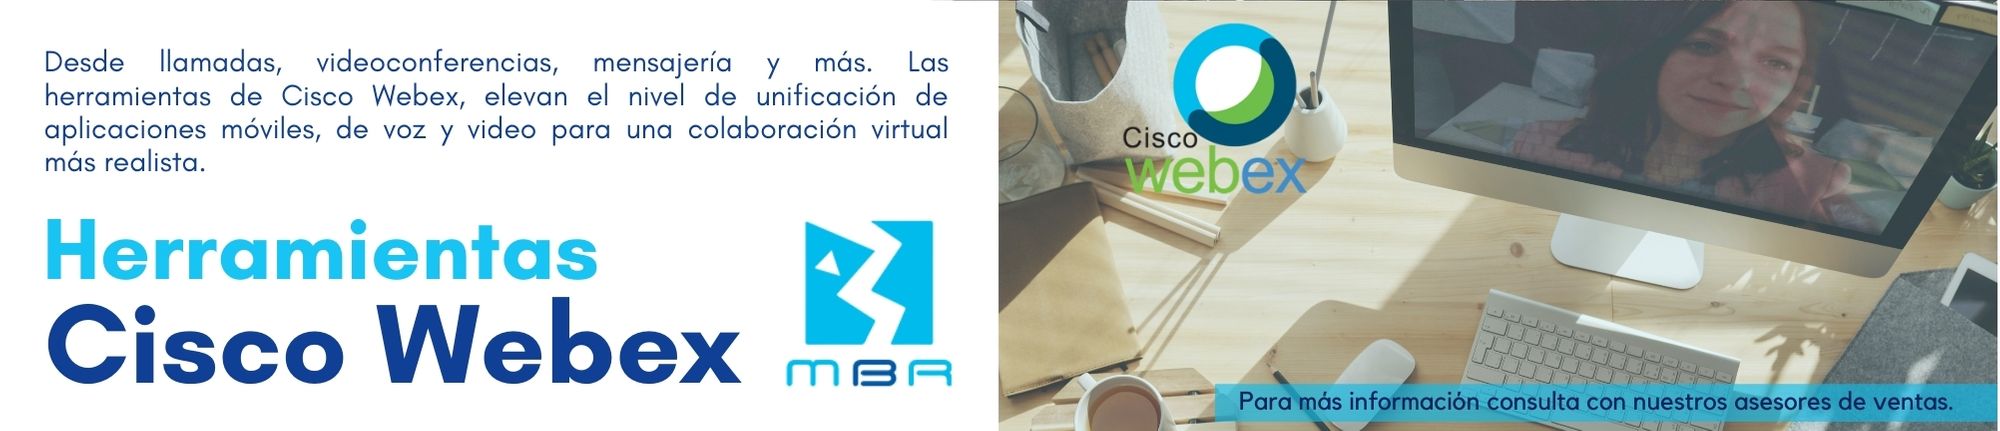 Desde llamadas, videoconferencias, mensajería y más. Las
herramientas de Cisco Webex, elevan el nivel de unificación de
aplicaciones móviles, de voz y video para una colaboración virtual
más realista.
Herramientas
Cisco Webex
MBR
Cisco
webex
Para más información consulta con nuestros asesores de ventas.